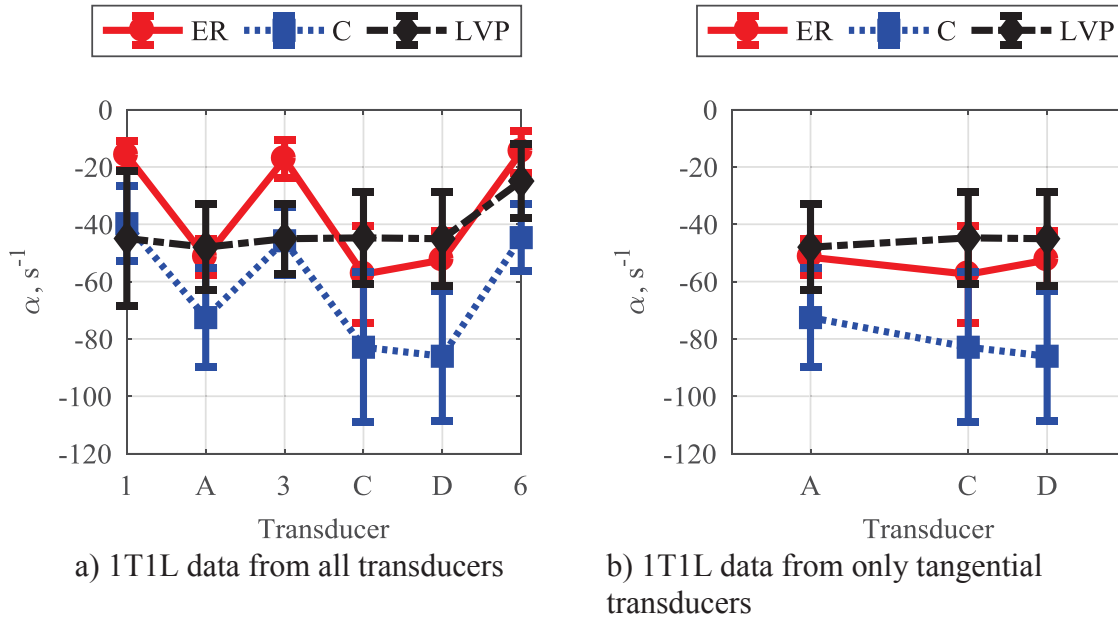 ER C LVP
0
-20
-40
-60
-80
-100
-120
α, s⁻¹
1 A 3 C D 6
Transducer
a) 1T1L data from all transducers
ER C LVP
0
-20
-40
-60
-80
-100
-120
α, s⁻¹
A C D
Transducer
b) 1T1L data from only tangential
transducers